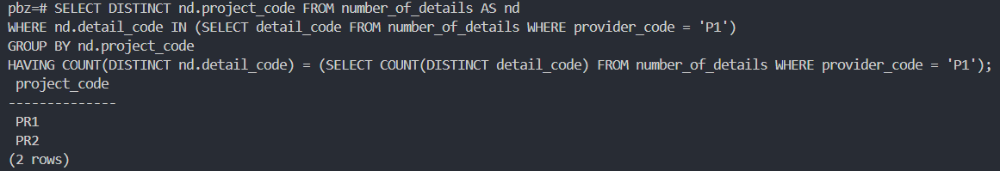 pbz=# SELECT DISTINCT nd.project_code FROM number_of_details AS nd
WHERE nd.detail_code IN (SELECT detail_code FROM number_of_details WHERE provider_code = 'P1')
GROUP BY nd.project_code
HAVING COUNT(DISTINCT nd.detail_code) = (SELECT COUNT(DISTINCT detail_code) FROM number_of_details WHERE provider_code = 'P1');
 project_code
--------------
 PR1
 PR2
(2 rows)